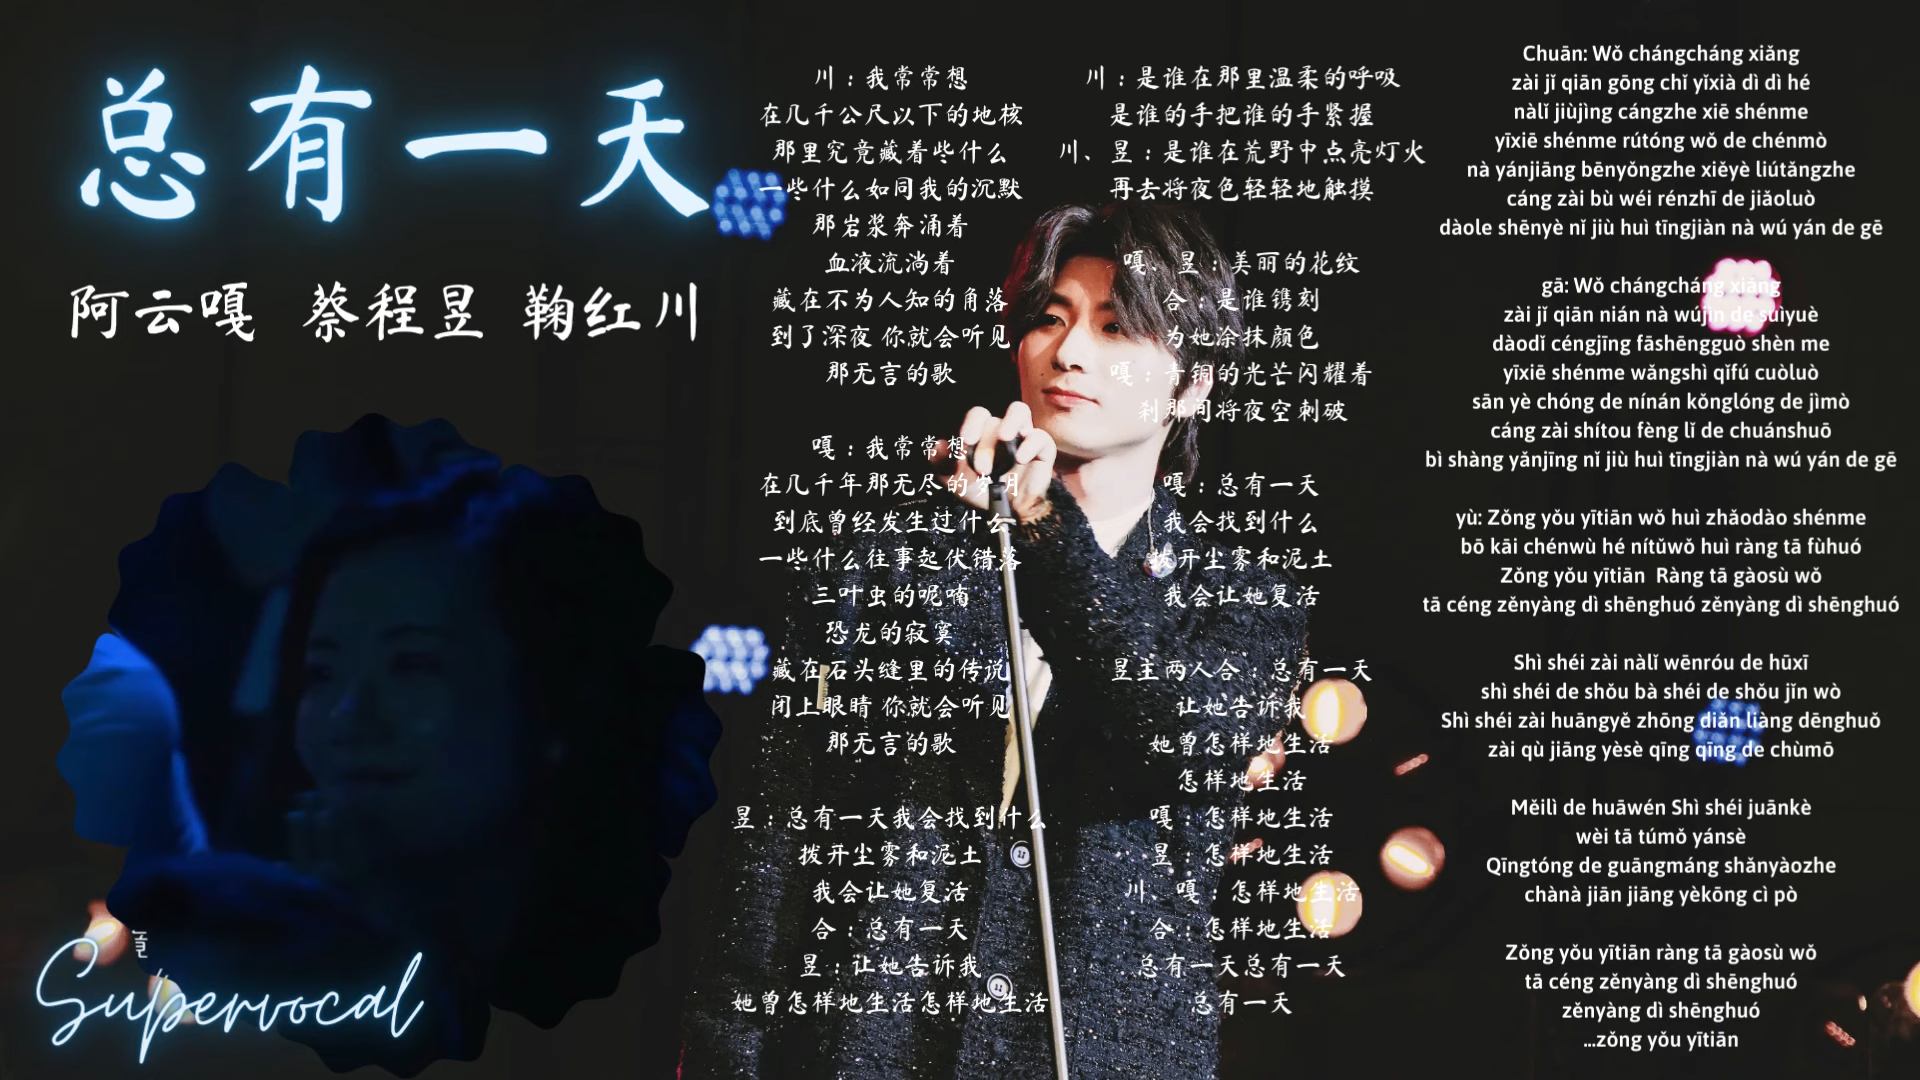 总有一天
阿云嘎 蔡程昱 鞠红川
竟
Supervocal
川：我常常想
在几千公尺以下的地核
那里究竟藏着些什么
一些什么如同我的沉默
那岩浆奔涌着
血液流淌着
藏在不为人知的角落
到了深夜 你就会听见
那无言的歌
嘎：我常常想
在几千年那无尽的岁月
到底曾经发生过什么
一些什么往事起伏错落
三叶虫的呢喃
恐龙的寂寞
藏在石头缝里的传说
闭上眼睛 你就会听见
那无言的歌
昱：总有一天我会找到什么
拨开尘雾和泥土
我会让她复活
合：总有一天
昱：让她告诉我
她曾怎样地生活怎样地生活
川：是谁在那里温柔的呼吸
是谁的手把谁的手紧握
川、昱：是谁在荒野中点亮灯火
再去将夜色轻轻地触摸
嘎、昱：美丽的花纹
合：是谁镌刻
为她涂抹颜色
嘎：青铜的光芒闪耀着
刹那间将夜空刺破
嘎：总有一天
我会找到什么
拨开尘雾和泥土
我会让她复活
昱主两人合：总有一天
让她告诉我
她曾怎样地生活
怎样地生活
嘎：怎样地生活
昱：怎样地生活
川、嘎：怎样地生活
合：怎样地生活
总有一天总有一天
总有一天
Chuān: Wǒ chángcháng xiǎng
zài jǐ qiān gōng chǐ yǐxià dì dì hé
nàlǐ jiùjìng cángzhe xiē shénme
yīxiē shénme rútóng wǒ de chénmò
nà yánjiāng bēnyǒngzhe xiěyè liútǎngzhe
cáng zài bù wéi rénzhī de jiǎoluò
dàole shēnyè nǐ jiù huì tīngjiàn nà wú yán de gē
gā: Wǒ chángcháng xiǎng
zài jǐ qiān nián nà wújìn de suìyuè
dàodǐ céngjīng fāshēngguò shèn me
yīxiē shénme wǎngshì qǐfú cuòluò
sān yè chóng de nínán kǒnglóng de jìmò
cáng zài shítou fèng lǐ de chuánshuō
bì shàng yǎnjīng nǐ jiù huì tīngjiàn nà wú yán de gē
yù: Zǒng yǒu yītiān wǒ huì zhǎodào shénme
bō kāi chénwù hé nítǔwǒ huì ràng tā fùhuó
Zǒng yǒu yītiān Ràng tā gàosù wǒ
tā céng zěnyàng dì shēnghuó zěnyàng dì shēnghuó
Shì shéi zài nàlǐ wēnróu de hūxī
shì shéi de shǒu bà shéi de shǒu jǐn wò
Shì shéi zài huāngyě zhōng diǎn liàng dēnghuǒ
zài qù jiāng yèsè qīng qīng de chùmō
Měilì de huāwén Shì shéi juānkè
wèi tā túmǒ yánsè
Qīngtóng de guāngmáng shǎnyàozhe
chànà jiān jiāng yèkōng cì pò
Zǒng yǒu yītiān ràng tā gàosù wǒ
tā céng zěnyàng dì shēnghuó
zěnyàng dì shēnghuó
...zǒng yǒu yītiān